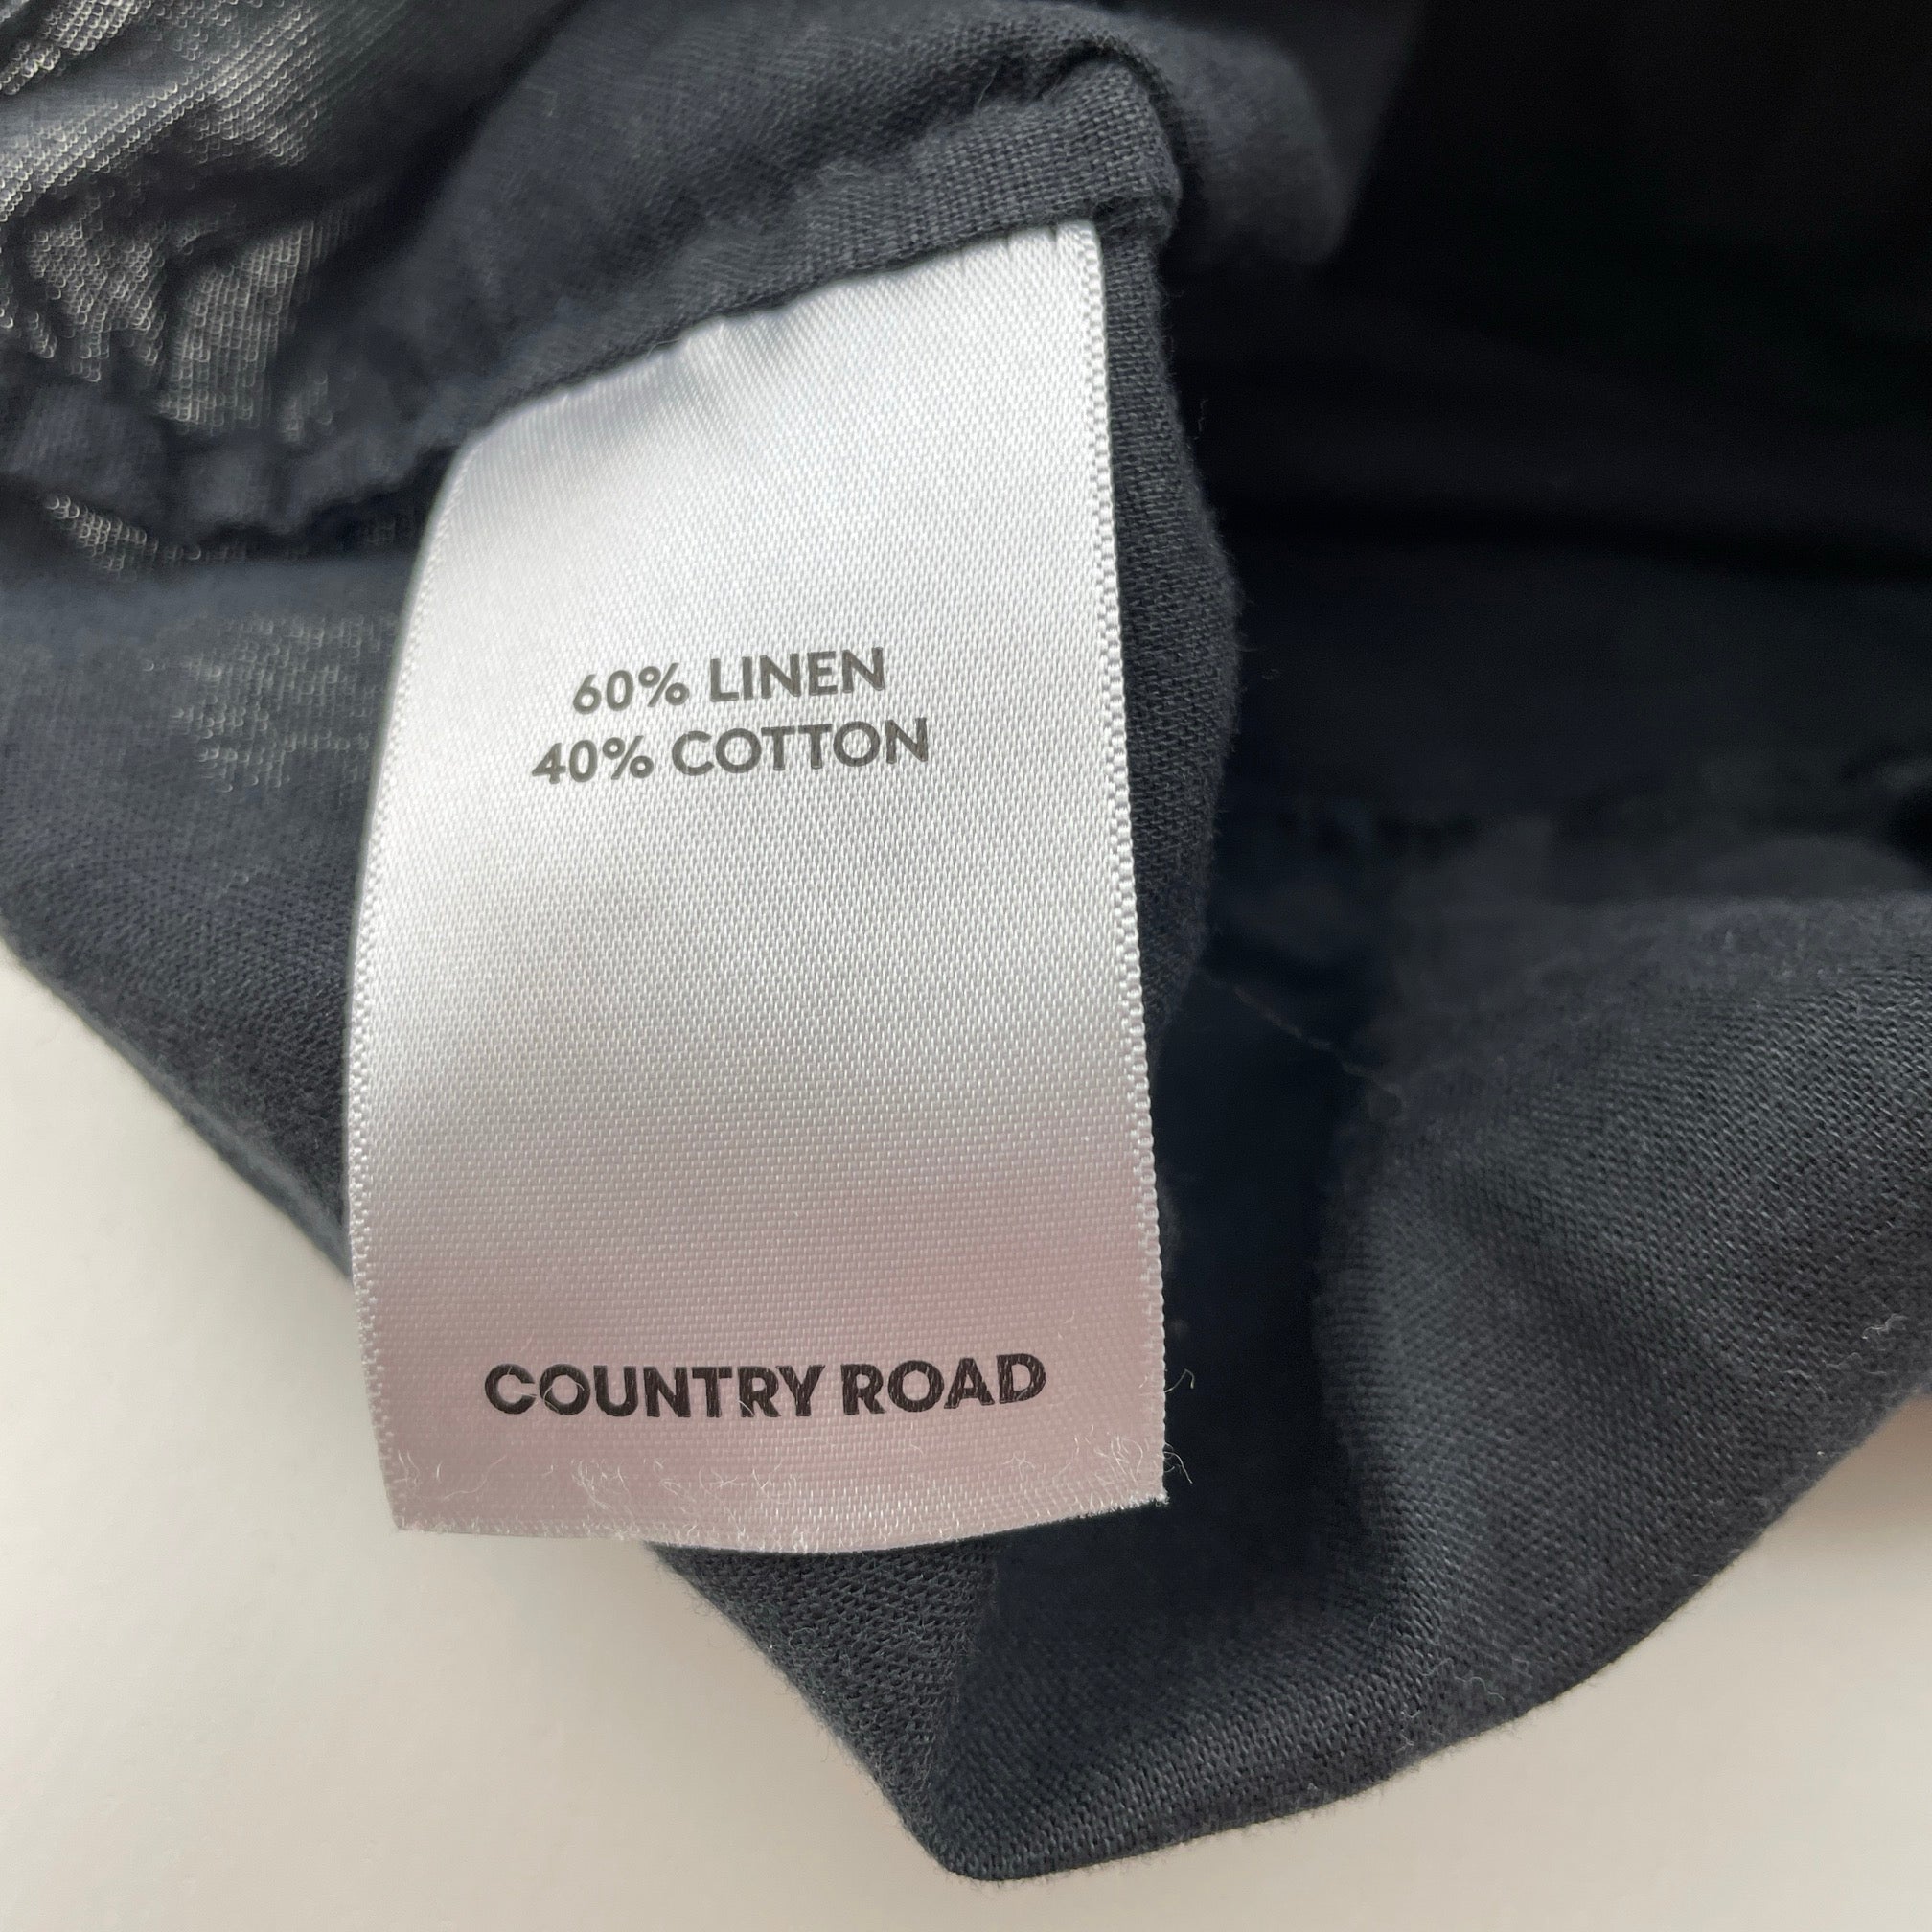 60% LINEN
40% COTTON
COUNTRY ROAD